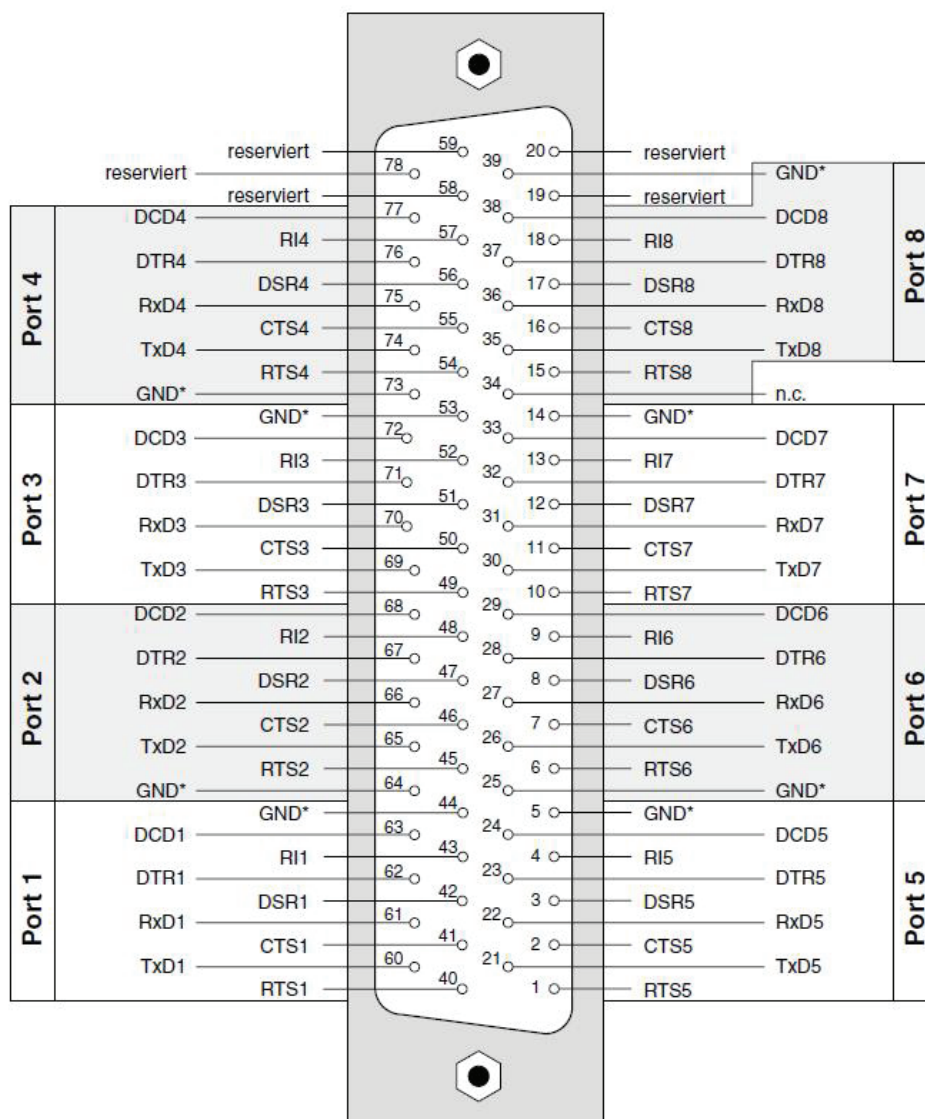 reserviert 59 20 reserviert
reserviert 78 39 GND*
reserviert 58 19 reserviert
DCD4 77 38 DCD8
RI4 57 18 RI8
DTR4 76 37 DTR8
DSR4 56 17 DSR8
RxD4 75 36 RxD8
CTS4 55 16 CTS8
TxD4 74 35 TxD8
RTS4 54 15 RTS8
GND* 73 34 n.c.
Port 4
Port 8
GND* 53 14 GND*
DCD3 72 33 DCD7
RI3 52 13 RI7
DTR3 71 32 DTR7
DSR3 51 12 DSR7
RxD3 70 31 RxD7
CTS3 50 11 CTS7
TxD3 69 30 TxD7
RTS3 49 10 RTS7
Port 3
Port 7
DCD2 68 29 DCD6
RI2 48 9 RI6
DTR2 67 28 DTR6
DSR2 47 8 DSR6
RxD2 66 27 RxD6
CTS2 46 7 CTS6
TxD2 65 26 TxD6
RTS2 45 6 RTS6
GND* 64 25 GND*
Port 2
Port 6
GND* 44 5 GND*
DCD1 63 24 DCD5
RI1 43 4 RI5
DTR1 62 23 DTR5
DSR1 42 3 DSR5
RxD1 61 22 RxD5
CTS1 41 2 CTS5
TxD1 60 21 TxD5
RTS1 40 1 RTS5
Port 1
Port 5